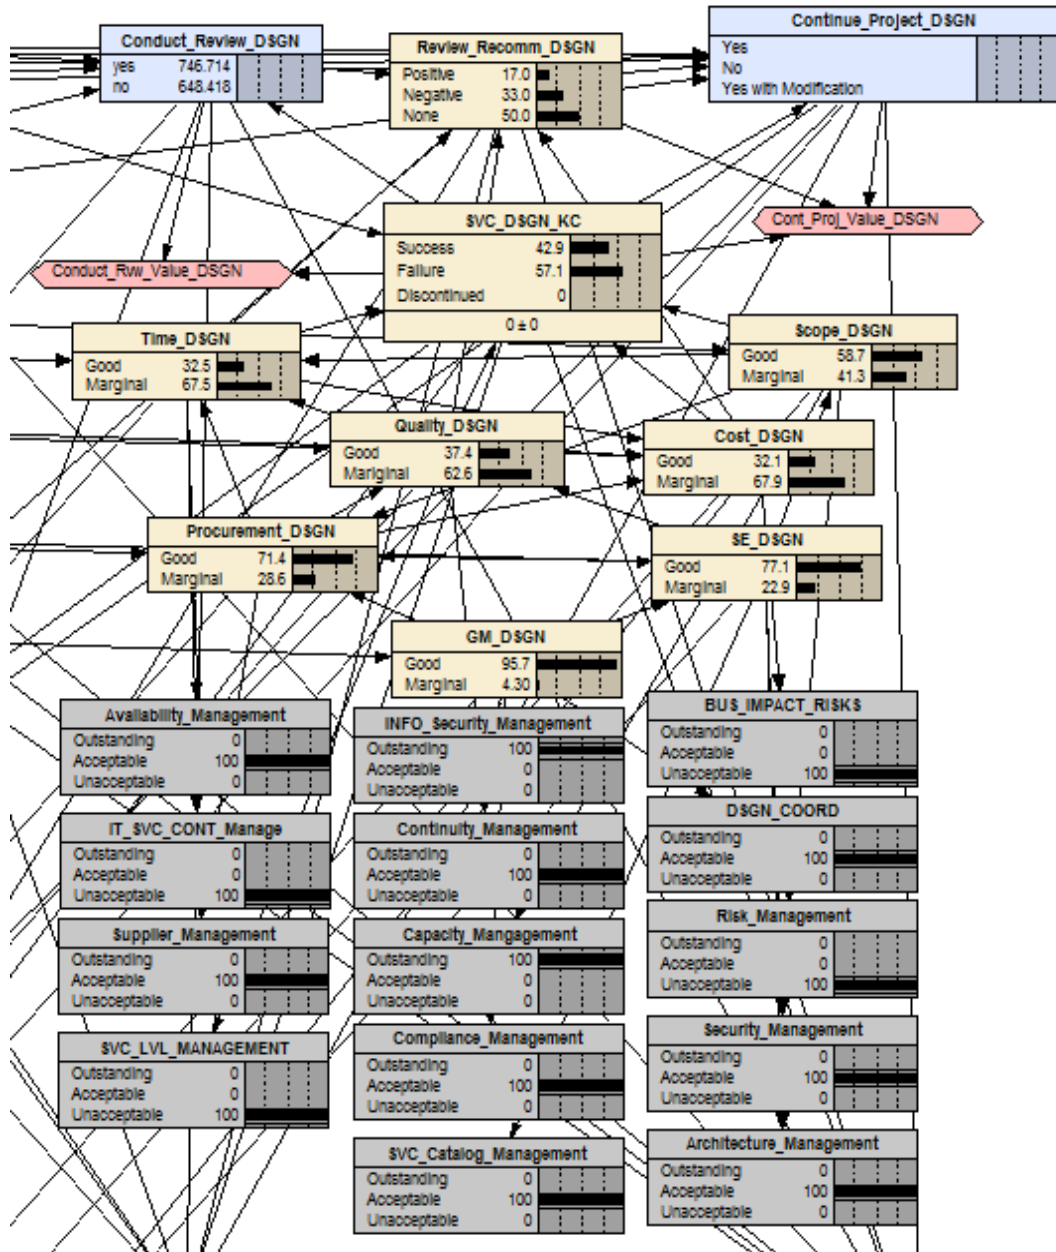 Conduct_Review_DSGN
yes 746.714
no 648.418
Review_Recomm_DSGN
Positive 17.0
Negative 33.0
None 50.0
Continue_Project_DSGN
Yes
No
Yes with Modification
SVC_DSGN_KC
Success 42.9
Failure 57.1
Discontinued 0
0 ± 0
Cont_Proj_Value_DSGN
Conduct_Rvw_Value_DSGN
Time_DSGN
Good 32.5
Marginal 67.5
Scope_DSGN
Good 58.7
Marginal 41.3
Quality_DSGN
Good 37.4
Mariginal 62.6
Cost_DSGN
Good 32.1
Marginal 67.9
Procurement_DSGN
Good 71.4
Marginal 28.6
SE_DSGN
Good 77.1
Marginal 22.9
GM_DSGN
Good 95.7
Marginal 4.30
Availability_Management
Outstanding 0
Acceptable 100
Unacceptable 0
INFO_Security_Management
Outstanding 100
Acceptable 0
Unacceptable 0
BUS_IMPACT_RISKS
Outstanding 0
Acceptable 0
Unacceptable 100
IT_SVC_CONT_Manage
Outstanding 0
Acceptable 0
Unacceptable 100
Continuity_Management
Outstanding 0
Acceptable 100
Unacceptable 0
DSGN_COORD
Outstanding 0
Acceptable 100
Unacceptable 0
Supplier_Management
Outstanding 0
Acceptable 100
Unacceptable 0
Capacity_Mangagement
Outstanding 100
Acceptable 0
Unacceptable 0
Risk_Management
Outstanding 0
Acceptable 0
Unacceptable 100
SVC_LVL_MANAGEMENT
Outstanding 0
Acceptable 0
Unacceptable 100
Compliance_Management
Outstanding 0
Acceptable 100
Unacceptable 0
Security_Management
Outstanding 0
Acceptable 100
Unacceptable 0
SVC_Catalog_Management
Outstanding 0
Acceptable 100
Unacceptable 0
Architecture_Management
Outstanding 0
Acceptable 100
Unacceptable 0